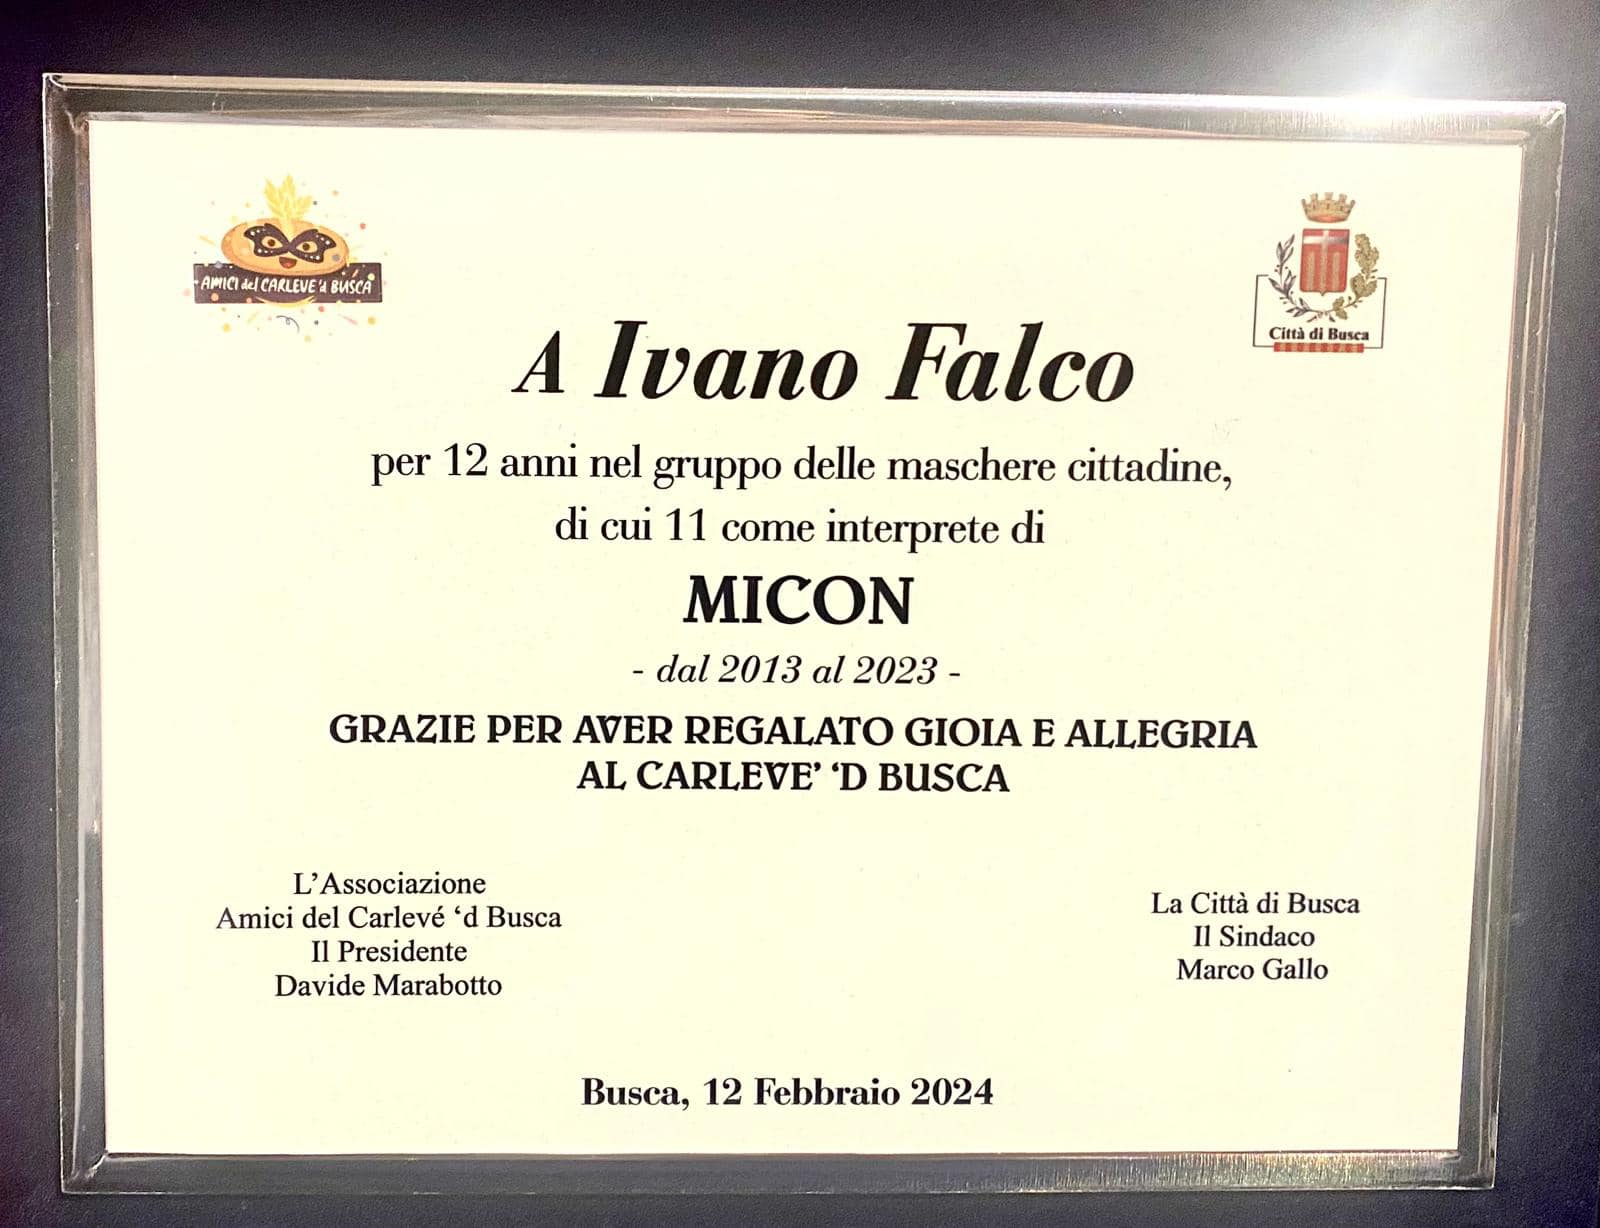 AMICI del CARLEVE 'd BUSCA
Città di Busca
A Ivano Falco
per 12 anni nel gruppo delle maschere cittadine,
di cui 11 come interprete di
MICON
- dal 2013 al 2023 -
GRAZIE PER AVER REGALATO GIOIA E ALLEGRIA
AL CARLEVE’ ‘D BUSCA
L’Associazione
Amici del Carlevé ‘d Busca
Il Presidente
Davide Marabotto
La Città di Busca
Il Sindaco
Marco Gallo
Busca, 12 Febbraio 2024